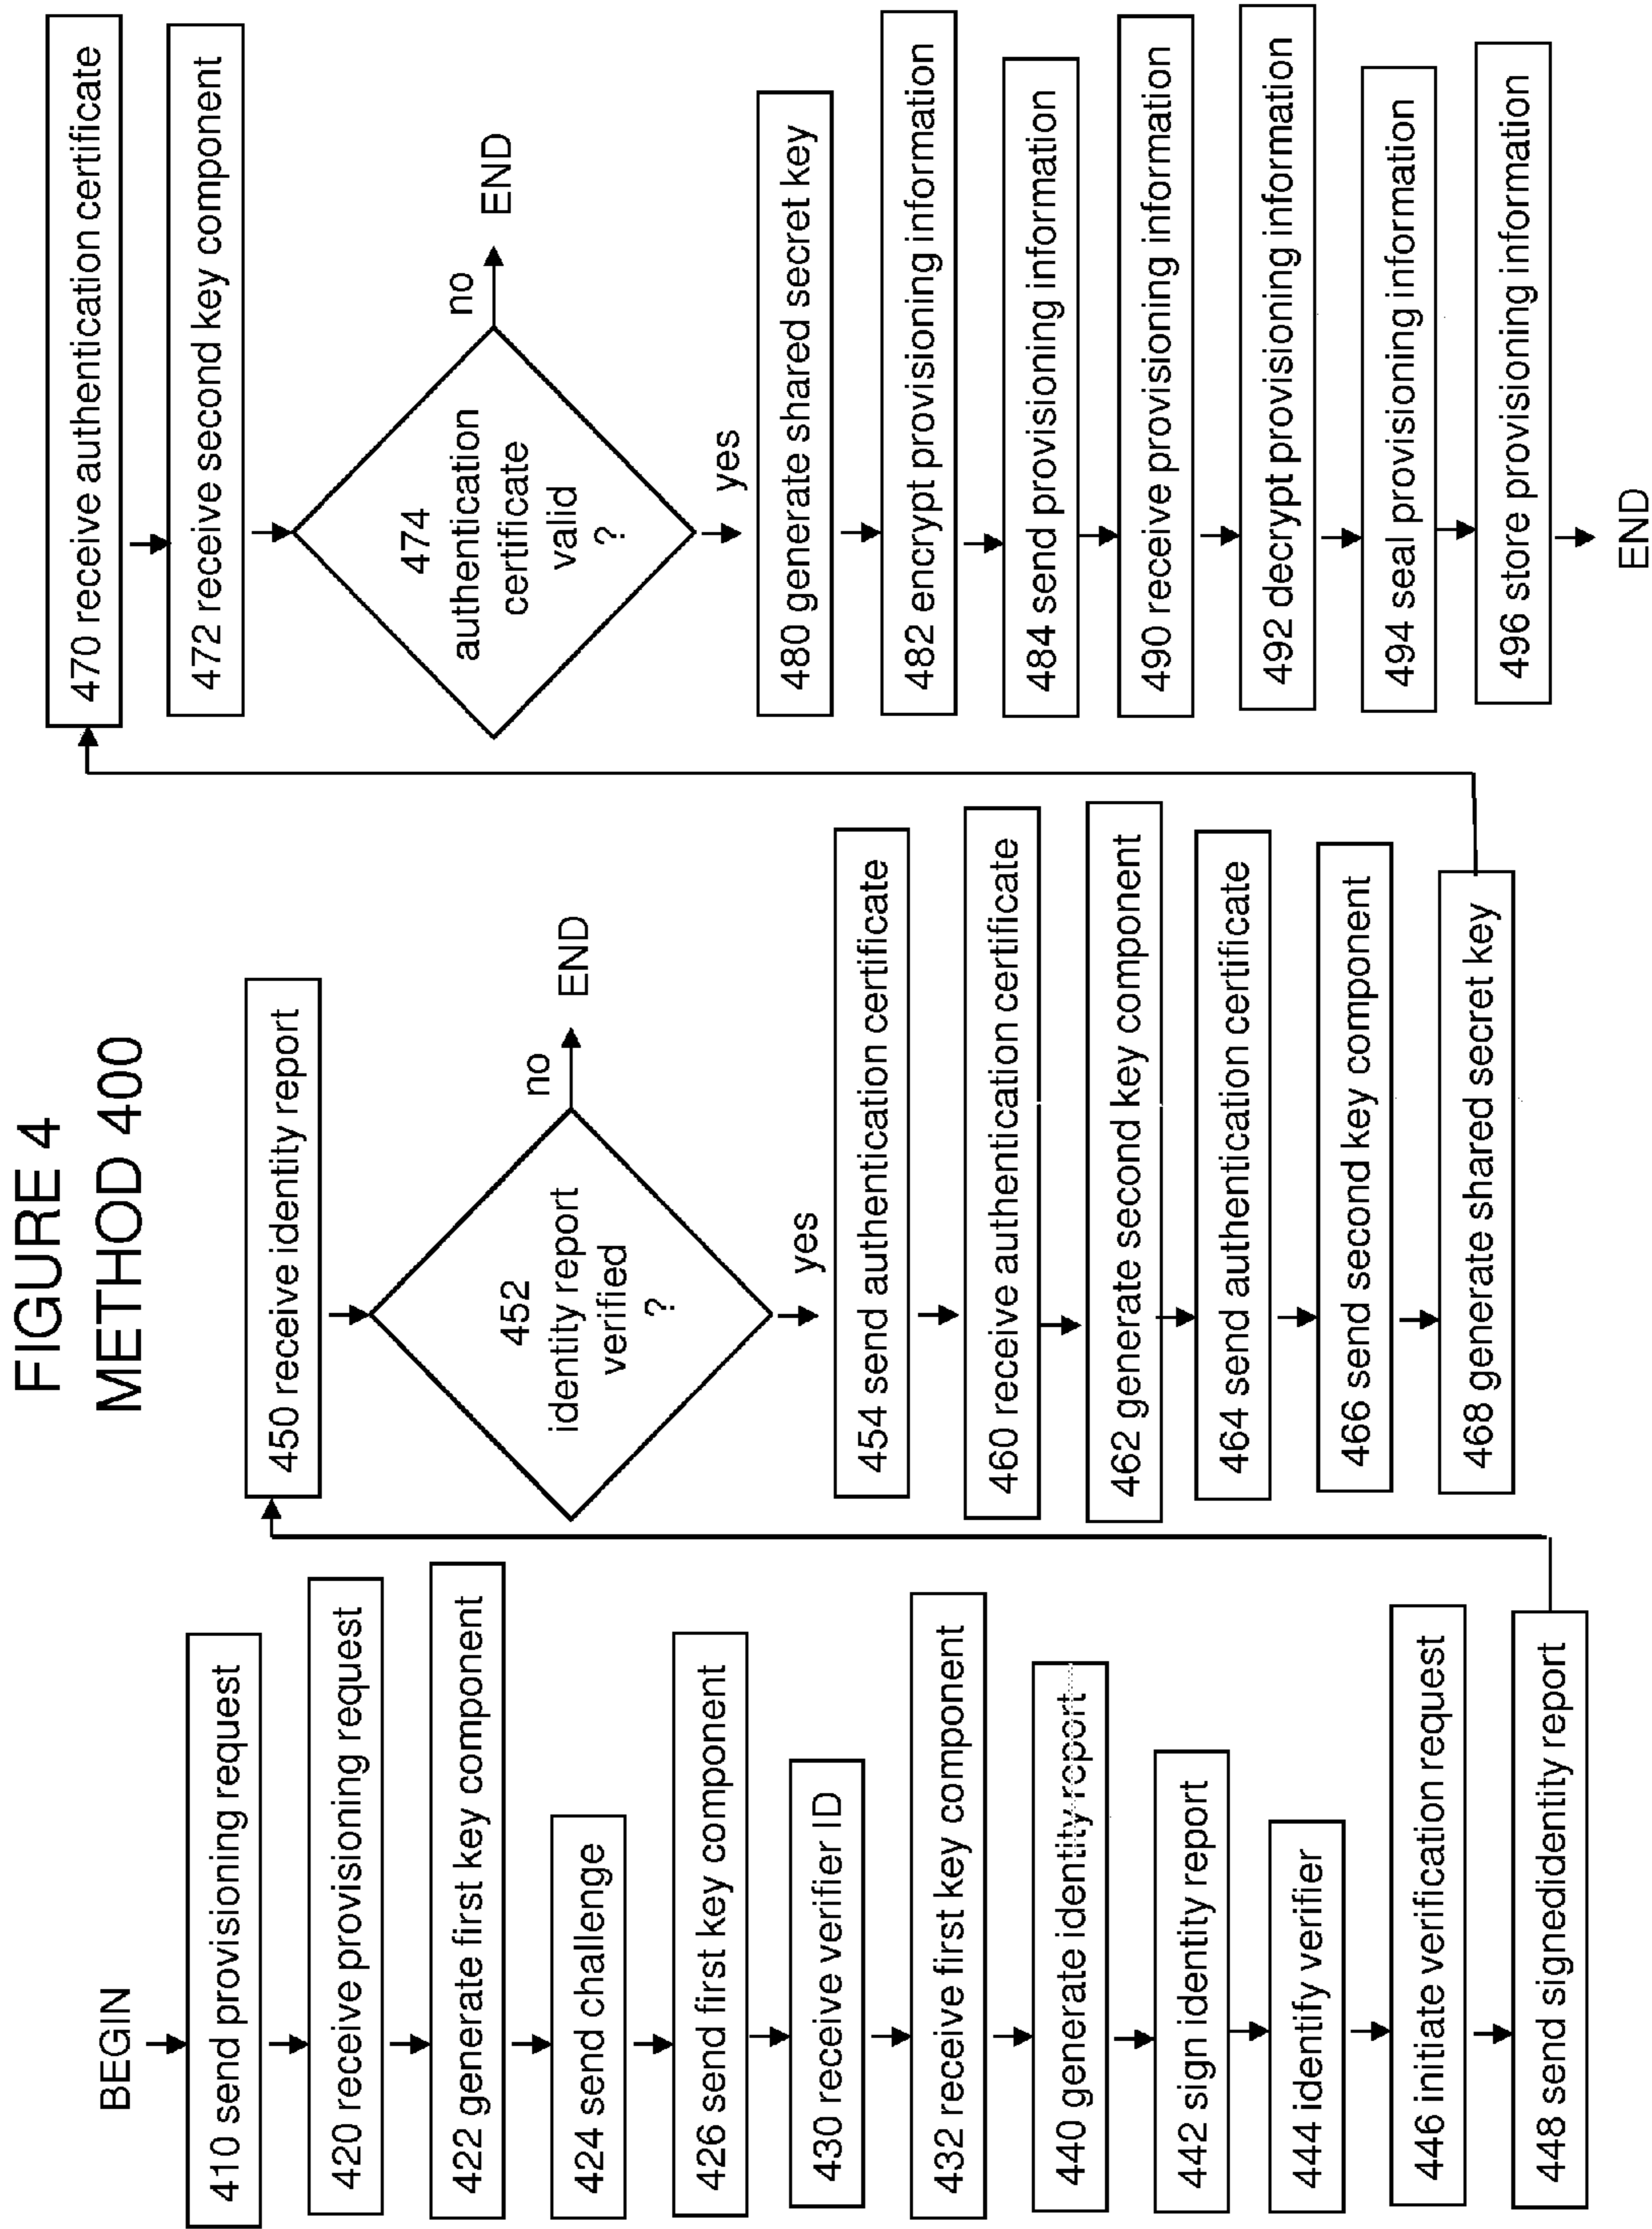 FIGURE 4
METHOD 400
BEGIN
410 send provisioning request
420 receive provisioning request
422 generate first key component
424 send challenge
426 send first key component
430 receive verifier ID
432 receive first key component
440 generate identity report
442 sign identity report
444 identify verifier
446 initiate verification request
448 send signedidentity report
450 receive identity report
452
identity report
verified
?
no
END
yes
454 send authentication certificate
460 receive authentication certificate
462 generate second key component
464 send authentication certificate
466 send second key component
468 generate shared secret key
470 receive authentication certificate
472 receive second key component
474
authentication
certificate
valid
?
no
END
yes
480 generate shared secret key
482 encrypt provisioning information
484 send provisioning information
490 receive provisioning information
492 decrypt provisioning information
494 seal provisioning information
496 store provisioning information
END